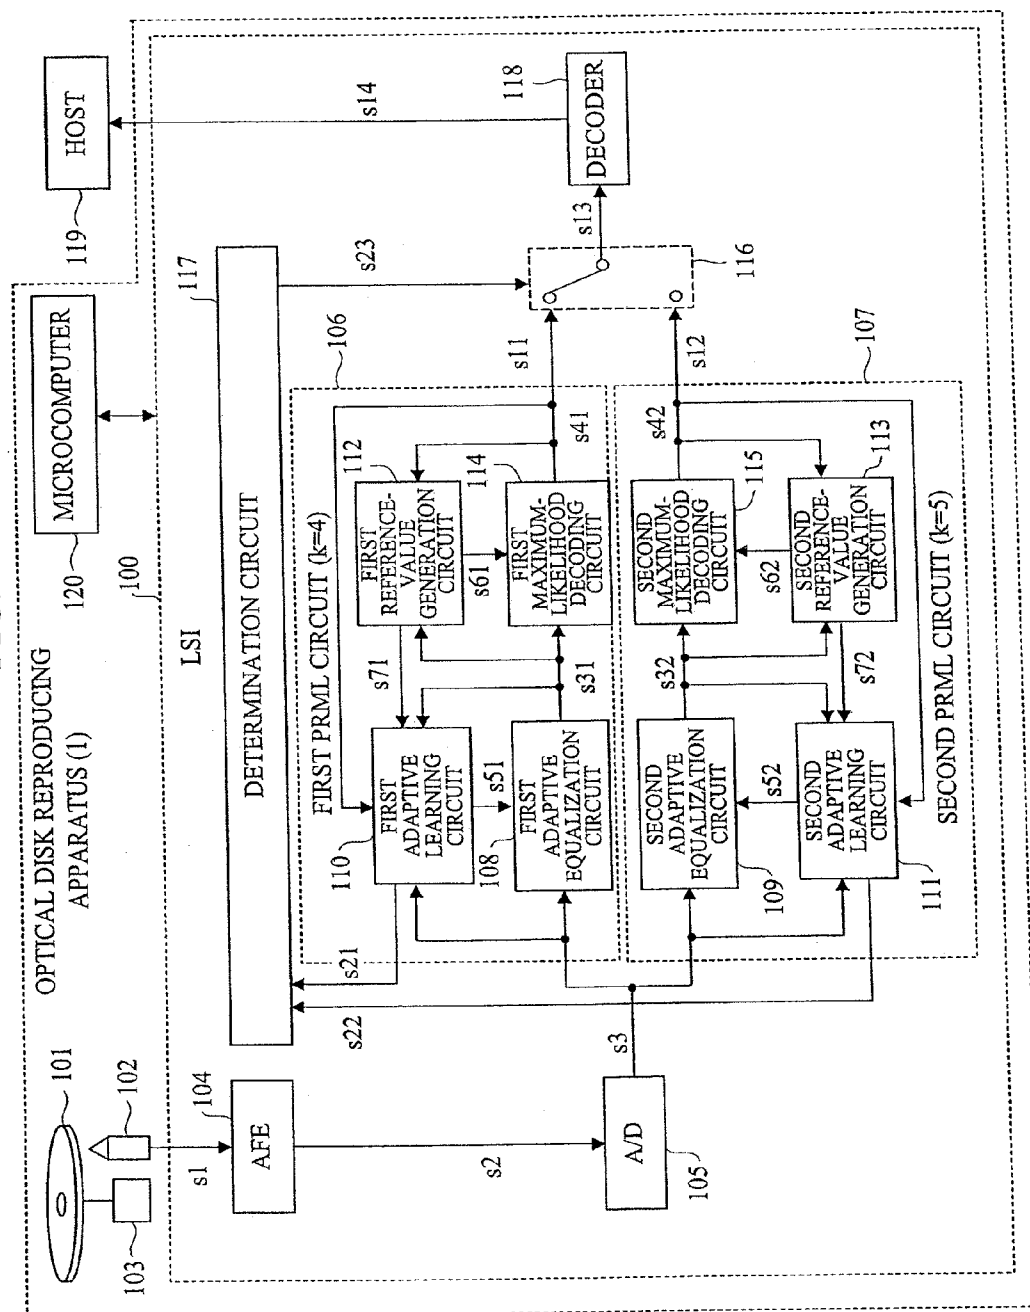 OPTICAL DISK REPRODUCING
APPARATUS (1)
101
102
103
MICROCOMPUTER
120
HOST
119
100
LSI
s1
104
AFE
s2
A/D
105
s3
DETERMINATION CIRCUIT
117
s21
s22
s23
FIRST PRML CIRCUIT (k=4)
106
110
FIRST
ADAPTIVE
LEARNING
CIRCUIT
s71
112
FIRST
REFERENCE-
VALUE
GENERATION
CIRCUIT
s51
s61
108
FIRST
ADAPTIVE
EQUALIZATION
CIRCUIT
s31
114
FIRST
MAXIMUM-
LIKELIHOOD
DECODING
CIRCUIT
s41
s11
SECOND
ADAPTIVE
EQUALIZATION
CIRCUIT
109
s32
SECOND
MAXIMUM-
LIKELIHOOD
DECODING
CIRCUIT
115
s42
s12
s52
s62
SECOND
ADAPTIVE
LEARNING
CIRCUIT
111
s72
SECOND
REFERENCE-
VALUE
GENERATION
CIRCUIT
113
SECOND PRML CIRCUIT (k=5)
107
116
s13
DECODER
118
s14